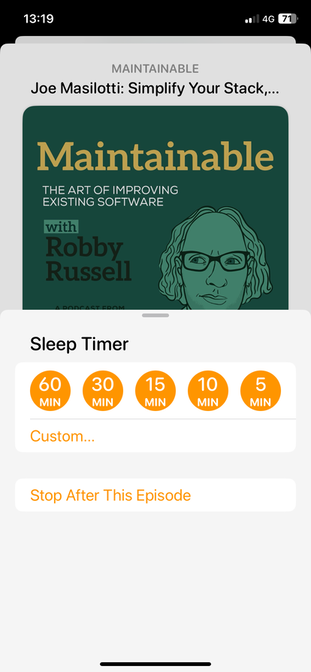 13:19
4G
71
MAINTAINABLE
Joe Masilotti: Simplify Your Stack,...
Maintainable
THE ART OF IMPROVING
EXISTING SOFTWARE
with
Robby
Russell
A PODCAST FROM
Sleep Timer
60 30 15 10 5
MIN MIN MIN MIN MIN
Custom...
Stop After This Episode